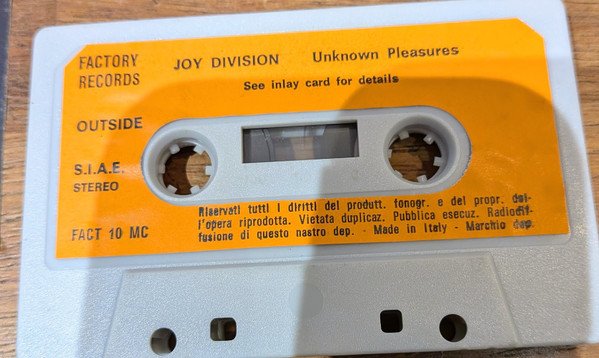 FACTORY
RECORDS
JOY DIVISION Unknown Pleasures
See inlay card for details
OUTSIDE
S.I.A.E.
STEREO
FACT 10 MC
Riservati tutti i diritti del produtt. fonogr. e del propr. del-
l'opera riprodotta. Vietata duplicaz. Pubblica esecuz. Radiodif-
fusione di questo nastro dep. - Made in Italy - Marchio dep.